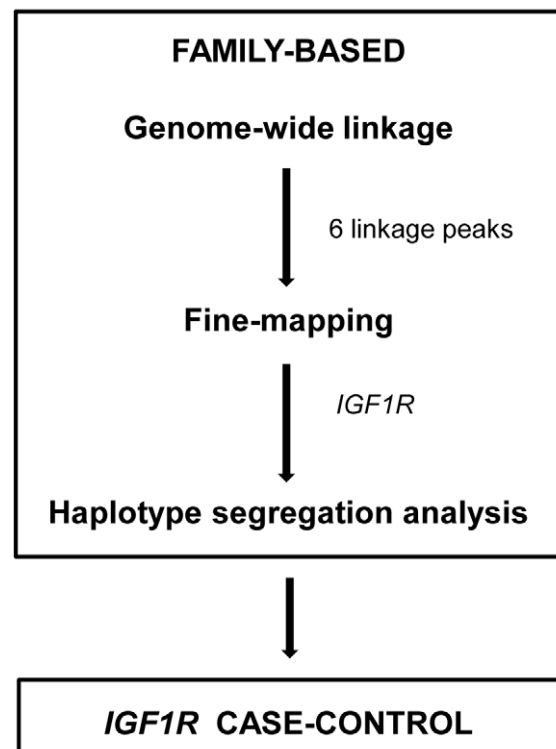 FAMILY-BASED
Genome-wide linkage
6 linkage peaks
Fine-mapping
IGF1R
Haplotype segregation analysis
IGF1R CASE-CONTROL